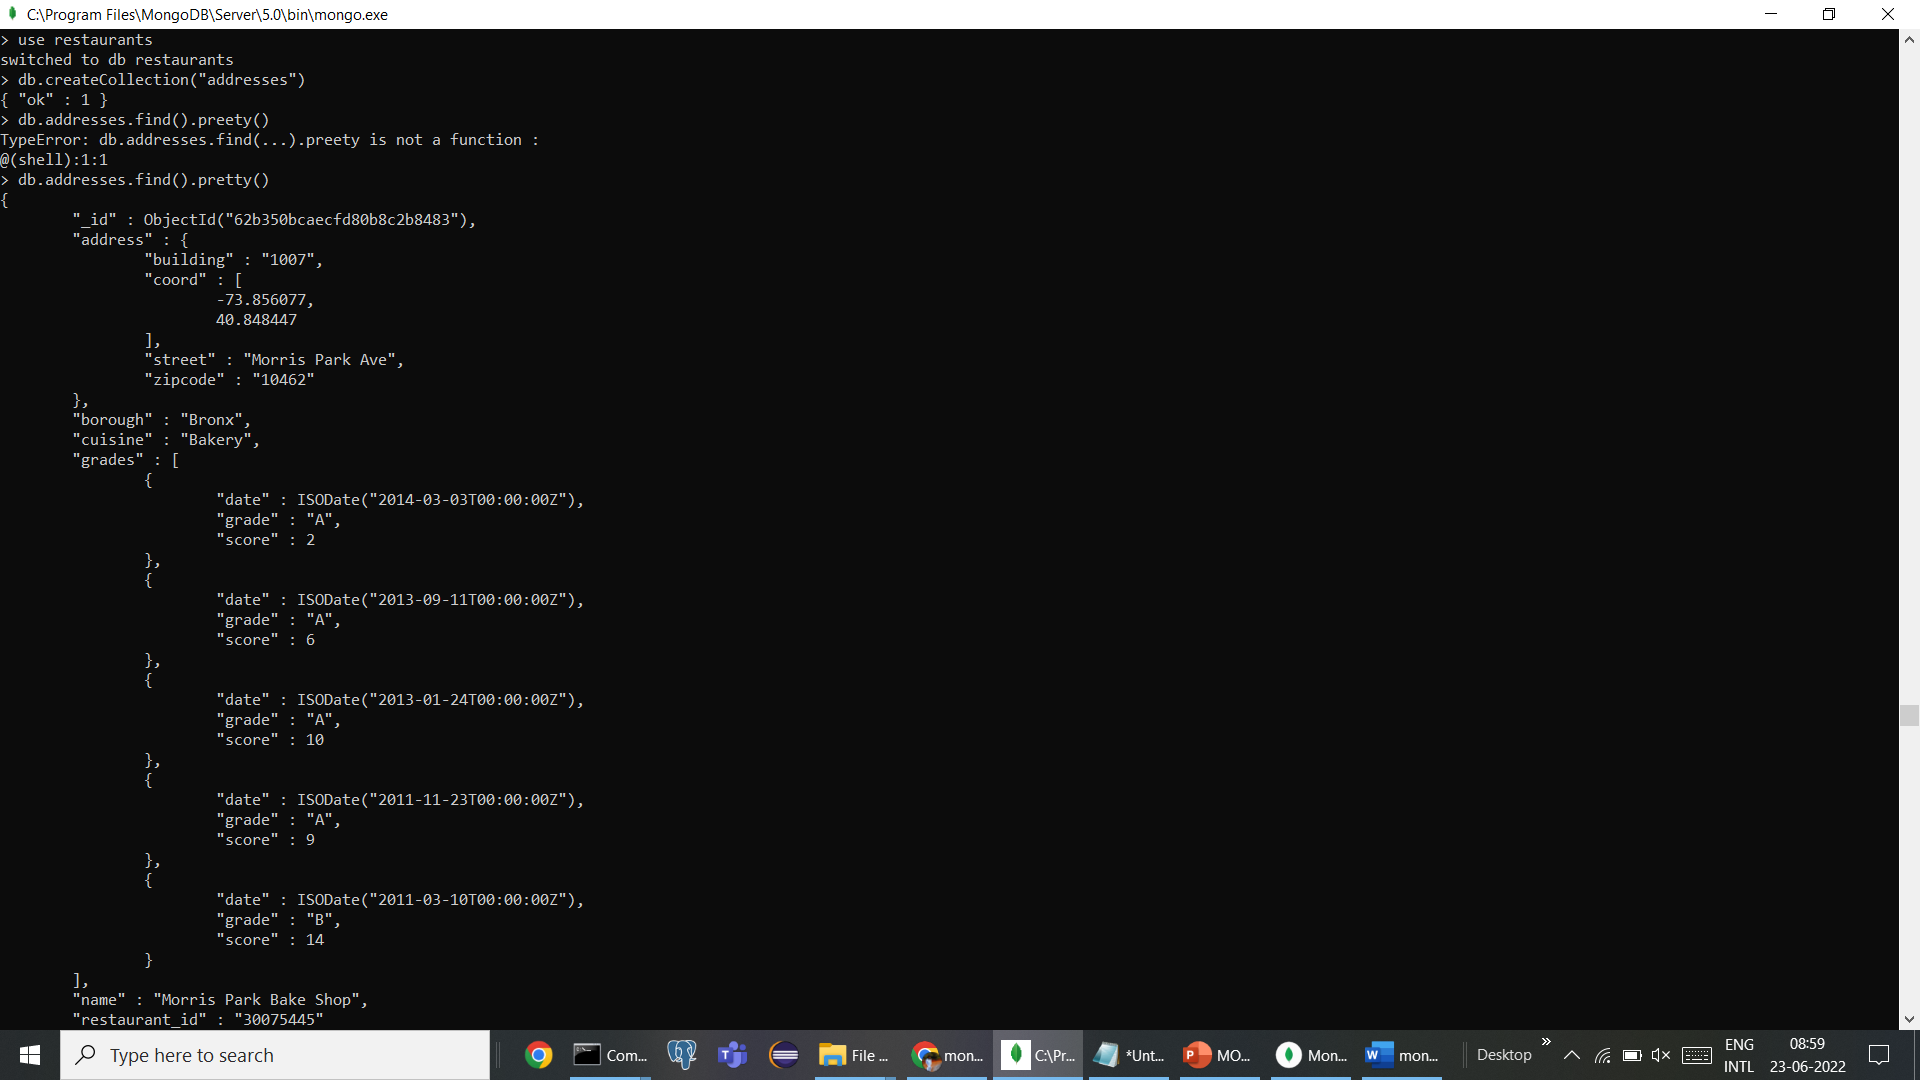 C:\Program Files\MongoDB\Server\5.0\bin\mongo.exe
> use restaurants
switched to db restaurants
> db.createCollection("addresses")
{ "ok" : 1 }
> db.addresses.find().preety()
TypeError: db.addresses.find(...).preety is not a function :
@(shell):1:1
> db.addresses.find().pretty()
{
"_id" : ObjectId("62b350bcaecfd80b8c2b8483"),
"address" : {
"building" : "1007",
"coord" : [
-73.856077,
40.848447
],
"street" : "Morris Park Ave",
"zipcode" : "10462"
},
"borough" : "Bronx",
"cuisine" : "Bakery",
"grades" : [
{
"date" : ISODate("2014-03-03T00:00:00Z"),
"grade" : "A",
"score" : 2
},
{
"date" : ISODate("2013-09-11T00:00:00Z"),
"grade" : "A",
"score" : 6
},
{
"date" : ISODate("2013-01-24T00:00:00Z"),
"grade" : "A",
"score" : 10
},
{
"date" : ISODate("2011-11-23T00:00:00Z"),
"grade" : "A",
"score" : 9
},
{
"date" : ISODate("2011-03-10T00:00:00Z"),
"grade" : "B",
"score" : 14
}
],
"name" : "Morris Park Bake Shop",
"restaurant_id" : "30075445"
Type here to search
Com...
File ...
mon...
C:\Pr...
*Unt...
MO...
Mon...
mon...
Desktop
ENG
INTL
08:59
23-06-2022